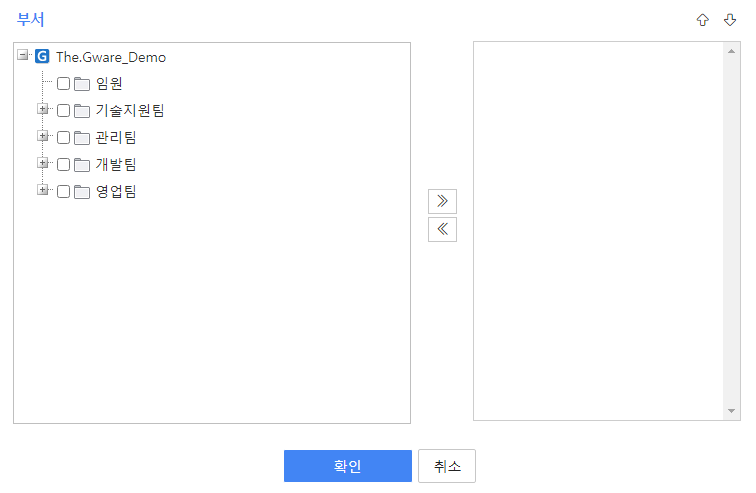 부서
The.Gware_Demo
임원
기술지원팀
관리팀
개발팀
영업팀
확인 취소